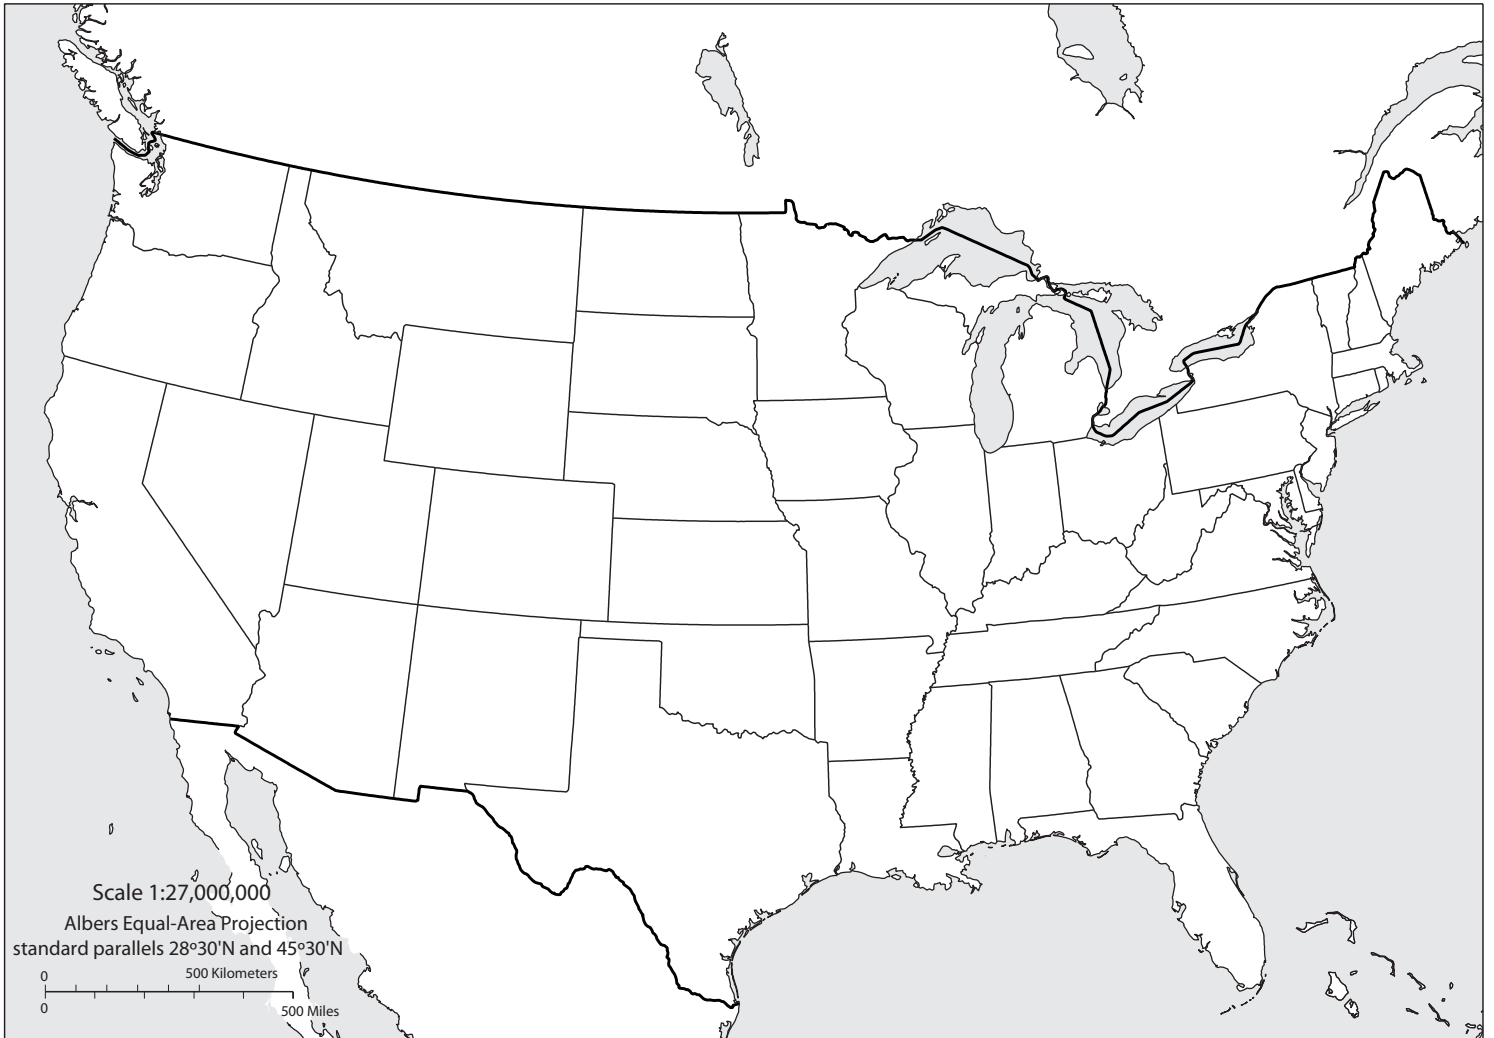 Scale 1:27,000,000
Albers Equal-Area Projection
standard parallels 28º30'N and 45º30'N
0 500 Kilometers
0 500 Miles